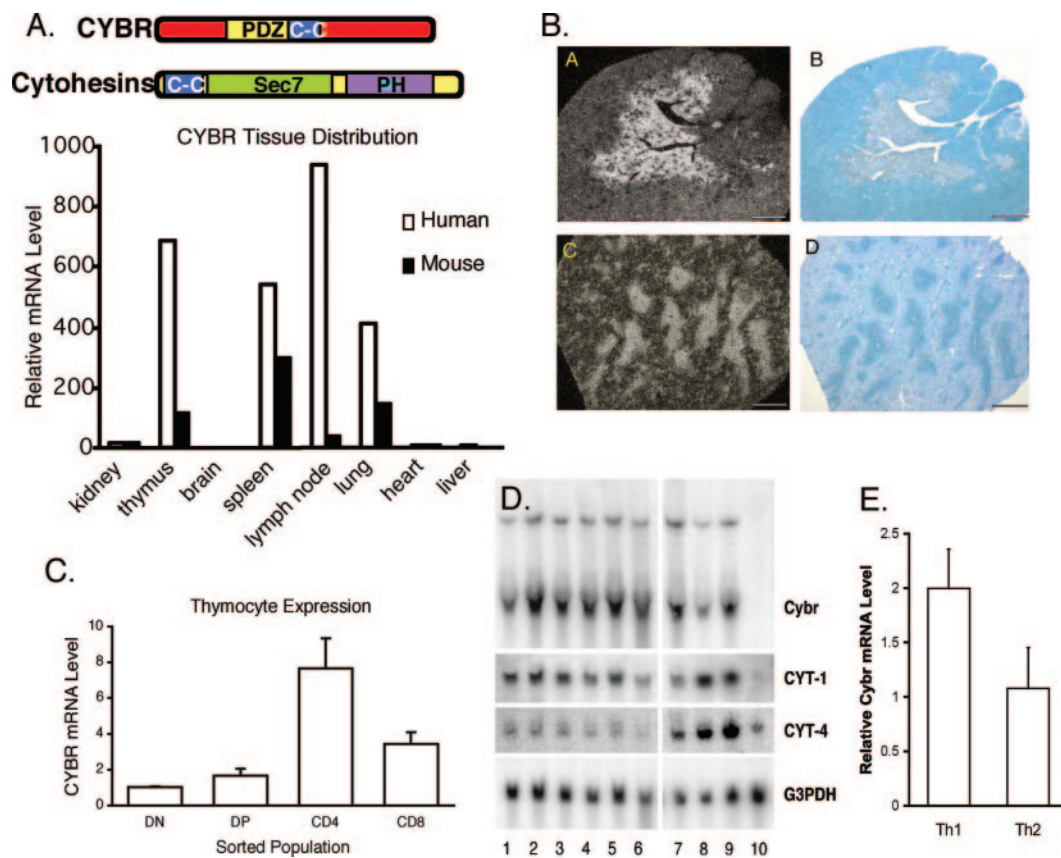 A.
CYBR
PDZ C-C
Cytohesins
C-C Sec7 PH
CYBR Tissue Distribution
Relative mRNA Level
1000
800
600
400
200
0
Human
Mouse
kidney
thymus
brain
spleen
lymph node
lung
heart
liver
B.
A
B
C
D
C.
Thymocyte Expression
CYBR mRNA Level
10
8
6
4
2
0
DN DP CD4 CD8
Sorted Population
D.
Cybr
CYT-1
CYT-4
G3PDH
1 2 3 4 5 6 7 8 9 10
E.
Relative Cybr mRNA Level
2.5
2
1.5
1
0.5
0
Th1 Th2